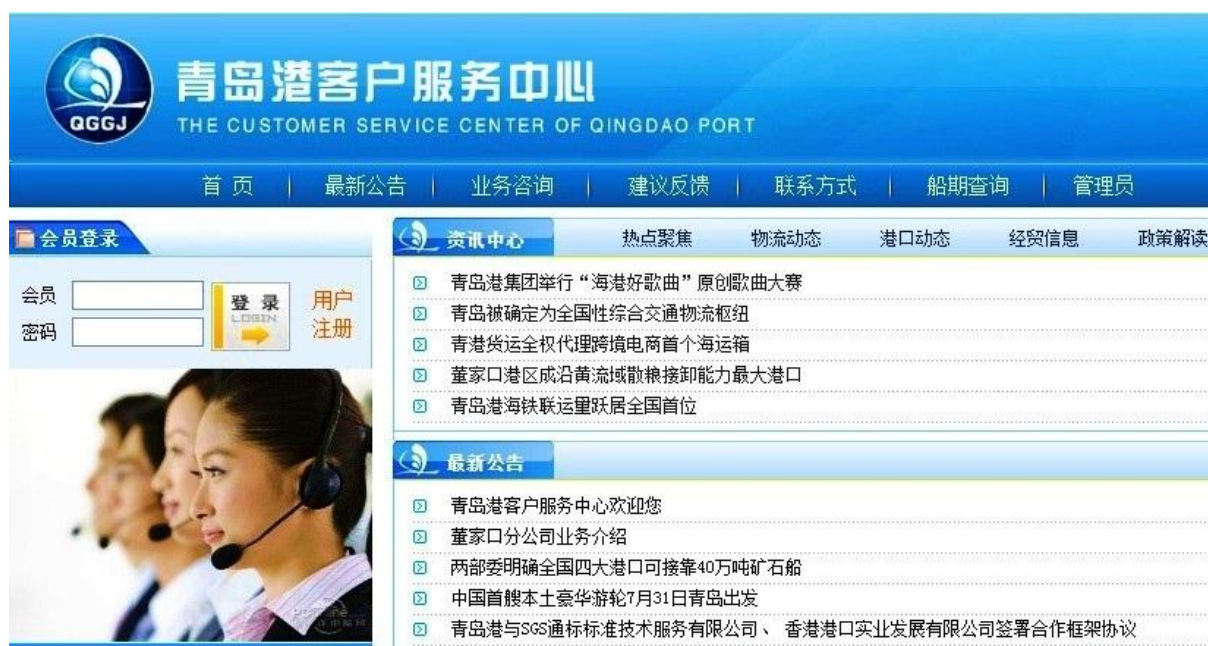 青岛港客户服务中心
QGGJ
THE CUSTOMER SERVICE CENTER OF QINGDAO PORT
首 页 | 最新公告 | 业务咨询 | 建议反馈 | 联系方式 | 船期查询 | 管理员
会员登录
会员
密码
登 录
LOGIN
用户
注册
资讯中心 热点聚焦 物流动态 港口动态 经贸信息 政策解读
青岛港集团举行“海港好歌曲”原创歌曲大赛
青岛被确定为全国性综合交通物流枢纽
青港货运全权代理跨境电商首个海运箱
董家口港区成沿黄流域散粮接卸能力最大港口
青岛港海铁联运量跃居全国首位
最新公告
青岛港客户服务中心欢迎您
董家口分公司业务介绍
两部委明确全国四大港口可接靠40万吨矿石船
中国首艘本土豪华游轮7月31日青岛出发
青岛港与SGS通标标准技术服务有限公司、 香港港口实业发展有限公司签署合作框架协议